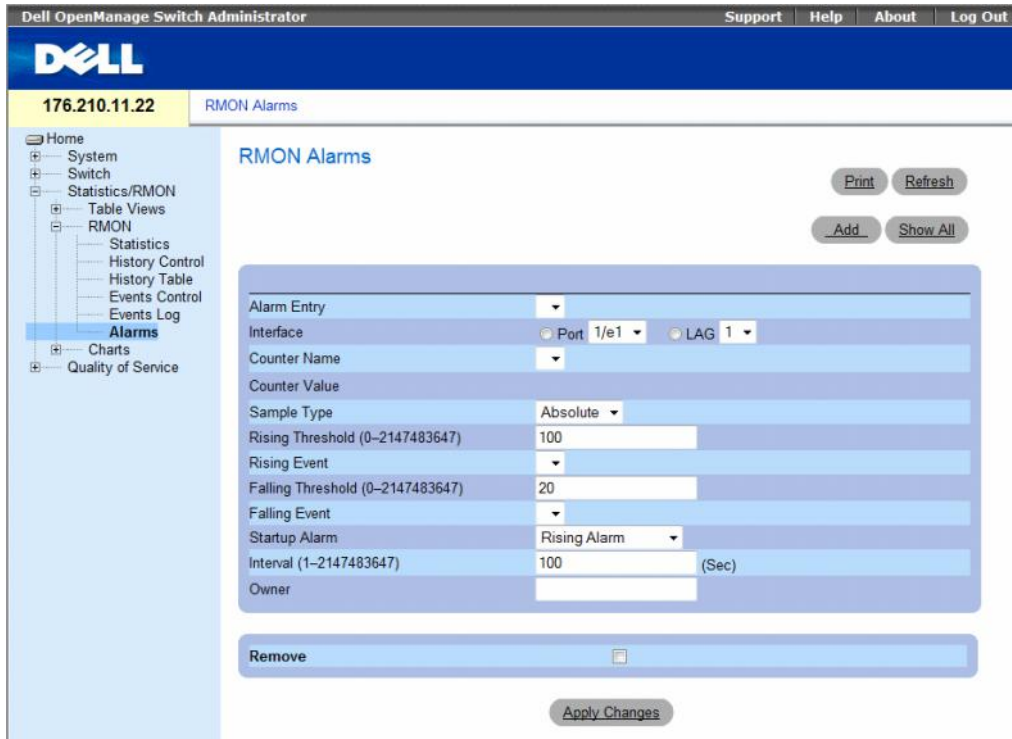 Dell OpenManage Switch Administrator Support Help About Log Out
DELL
176.210.11.22 RMON Alarms
Home
System
Switch
Statistics/RMON
Table Views
RMON
Statistics
History Control
History Table
Events Control
Events Log
Alarms
Charts
Quality of Service
RMON Alarms
Print Refresh
Add Show All
Alarm Entry
Interface Port 1/e1 LAG 1
Counter Name
Counter Value
Sample Type Absolute
Rising Threshold (0–2147483647) 100
Rising Event
Falling Threshold (0–2147483647) 20
Falling Event
Startup Alarm Rising Alarm
Interval (1–2147483647) 100 (Sec)
Owner
Remove
Apply Changes